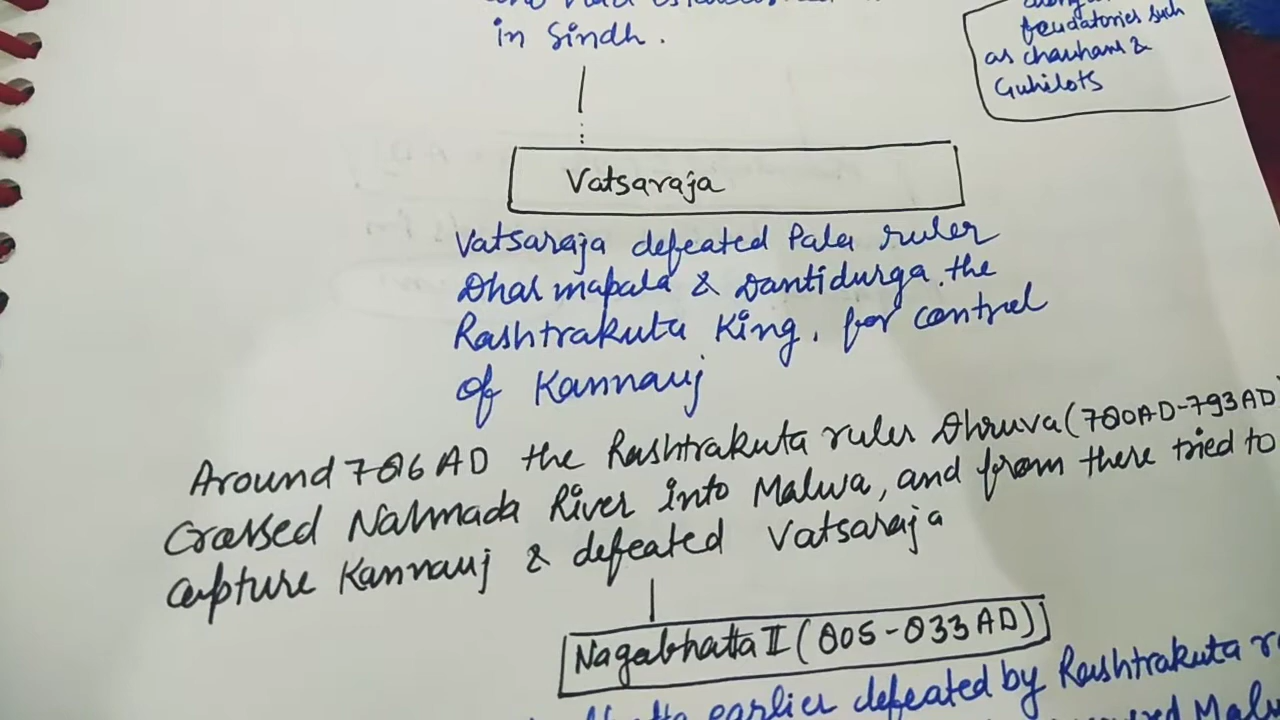 in Sindh.
feudatories such
as chauhans &
Guhilots
Vatsaraja
Vatsaraja defeated Pala ruler
Dharmapala & Dantidurga, the
Rashtrakuta King, for control
of Kannauj
Around 786 AD the Rashtrakuta ruler Dhruva (780AD-793AD)
Crossed Narmada River into Malwa, and from there tried to
capture Kannauj & defeated Vatsaraja
Nagabhatta II (805-833 AD)
earlier defeated by Rashtrakuta